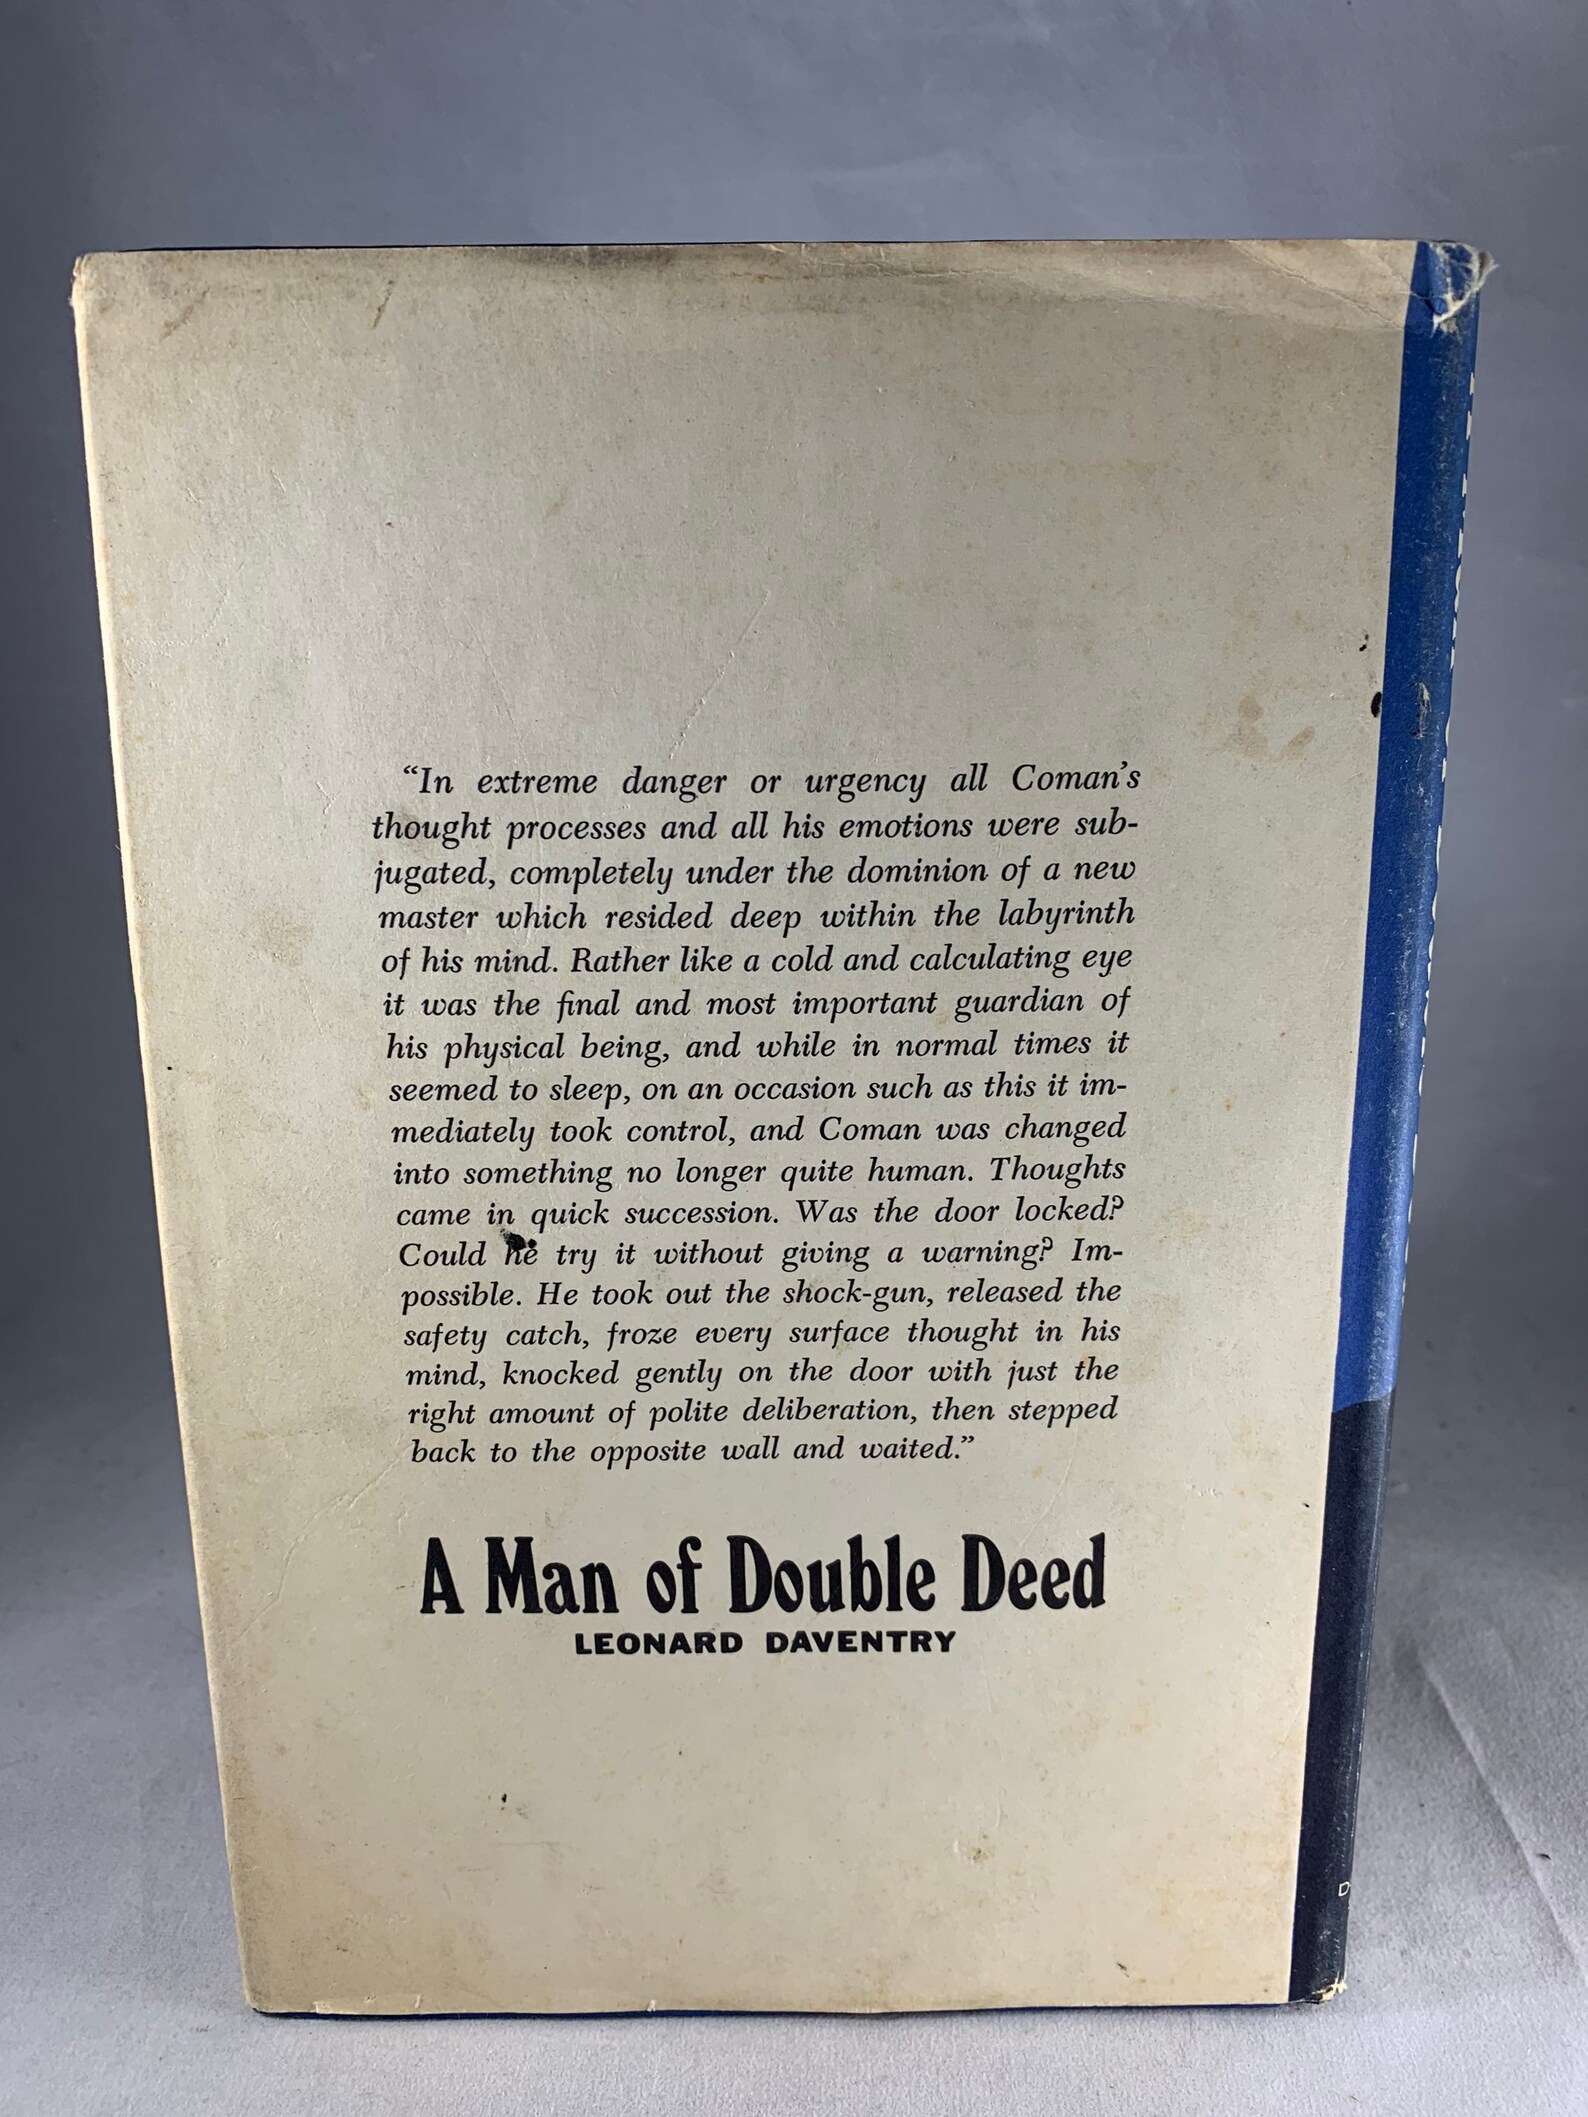 “In extreme danger or urgency all Coman’s
thought processes and all his emotions were sub-
jugated, completely under the dominion of a new
master which resided deep within the labyrinth
of his mind. Rather like a cold and calculating eye
it was the final and most important guardian of
his physical being, and while in normal times it
seemed to sleep, on an occasion such as this it im-
mediately took control, and Coman was changed
into something no longer quite human. Thoughts
came in quick succession. Was the door locked?
Could he try it without giving a warning? Im-
possible. He took out the shock-gun, released the
safety catch, froze every surface thought in his
mind, knocked gently on the door with just the
right amount of polite deliberation, then stepped
back to the opposite wall and waited.”
A Man of Double Deed
LEONARD DAVENTRY
D